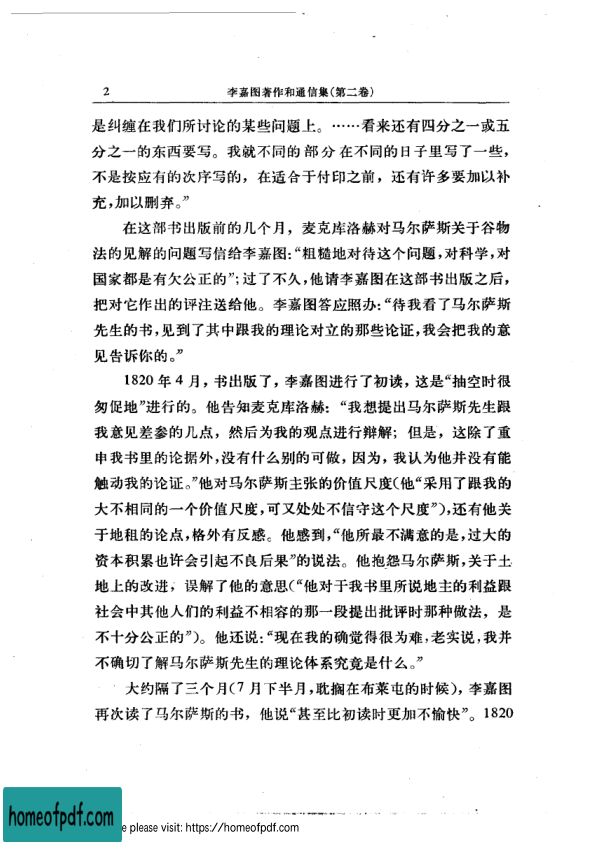 2 李嘉图著作和通信集(第二卷)
是纠缠在我们所讨论的某些问题上。……看来还有四分之一或五
分之一的东西要写。我就不同的部分在不同的日子里写了一些，
不是按应有的次序写的，在适合于付印之前，还有许多要加以补
充，加以删弃。”
在这部书出版前的几个月，麦克库洛赫对马尔萨斯关于谷物
法的见解的问题写信给李嘉图：“粗糙地对待这个问题，对科学，对
国家都是有欠公正的”；过了不久，他请李嘉图在这部书出版之后，
把对它作出的评注送给他。李嘉图答应照办：“待我看了马尔萨斯
先生的书，见到了其中跟我的理论对立的那些论证，我会把我的意
见告诉你的。”
1820 年 4 月，书出版了，李嘉图进行了初读，这是“抽空时很
匆促地”进行的。他告知麦克库洛赫：“我想提出马尔萨斯先生跟
我意见差参的几点，然后为我的观点进行辩解；但是，这除了重
申我书里的论据外，没有什么别的可做，因为，我认为他并没有能
触动我的论证。”他对马尔萨斯主张的价值尺度(他“采用了跟我的
大不相同的一个价值尺度，可又处处不信守这个尺度”)，还有他关
于地租的论点，格外有反感。他感到，“他所最不满意的是，过大的
资本积累也许会引起不良后果”的说法。他抱怨马尔萨斯，关于土
地上的改进，误解了他的意思(“他对于我书里所说地主的利益跟
社会中其他人们的利益不相容的那一段提出批评时那种做法，是
不十分公正的”)。他还说：“现在我的确觉得很为难，老实说，我并
不确切了解马尔萨斯先生的理论体系究竟是什么。”
大约隔了三个月(7 月下半月，耽搁在布莱屯的时候)，李嘉图
再次读了马尔萨斯的书，他说“甚至比初读时更加不愉快”。1820
homeofpdf.com
e please visit: https://homeofpdf.com